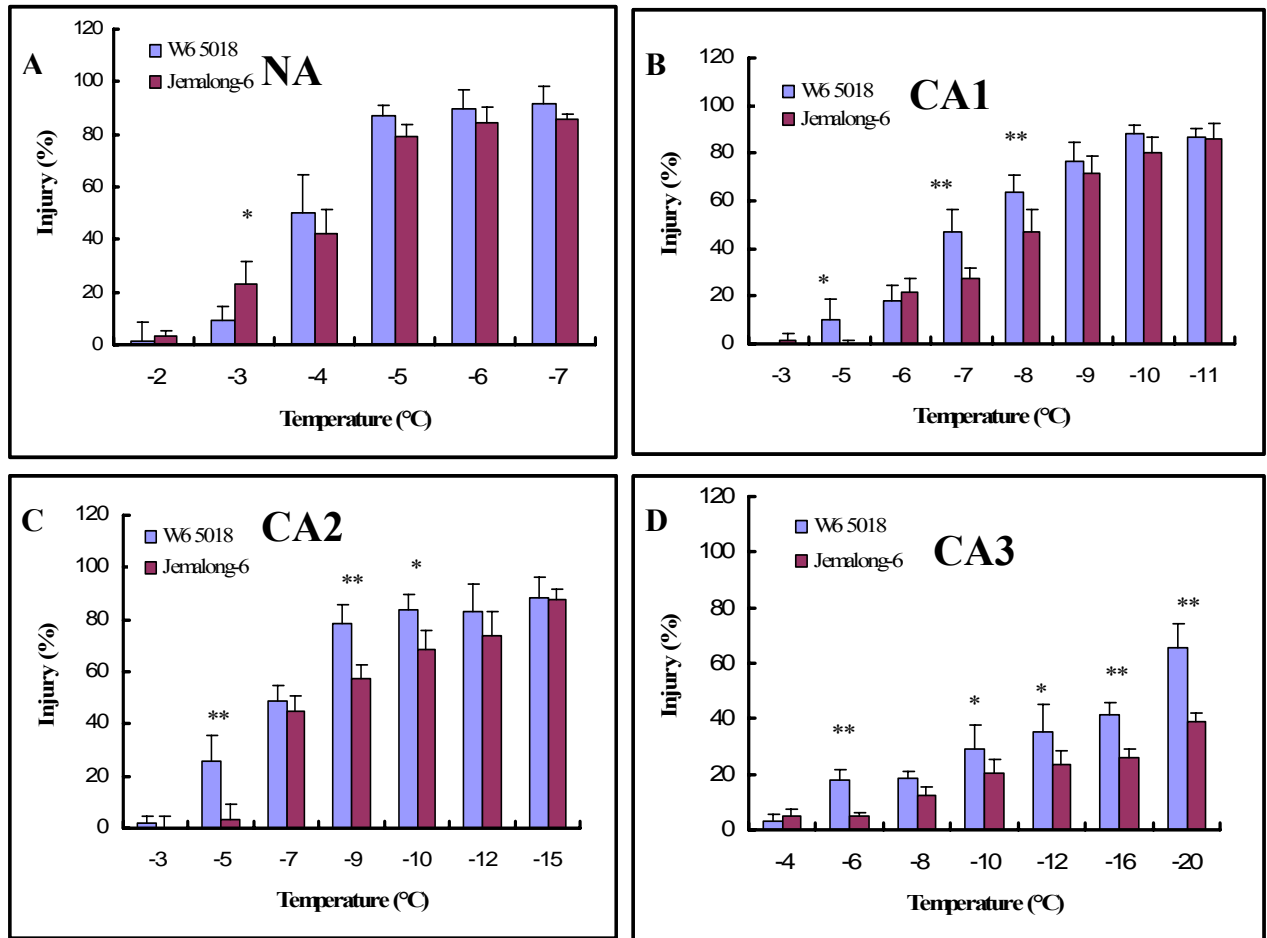 A
NA
W6 5018
Jemalong-6
120
100
80
60
40
20
0
Injury (%)
*
-2 -3 -4 -5 -6 -7
Temperature (°C)
B
CA1
W6 5018
Jemalong-6
120
100
80
60
40
20
0
Injury (%)
* ** **
-3 -5 -6 -7 -8 -9 -10 -11
Temperature (°C)
C
CA2
W6 5018
Jemalong-6
120
100
80
60
40
20
0
Injury (%)
** ** *
-3 -5 -7 -9 -10 -12 -15
Temperature (°C)
D
CA3
W6 5018
Jemalong-6
120
100
80
60
40
20
0
Injury (%)
** * * ** **
-4 -6 -8 -10 -12 -16 -20
Temperature (°C)